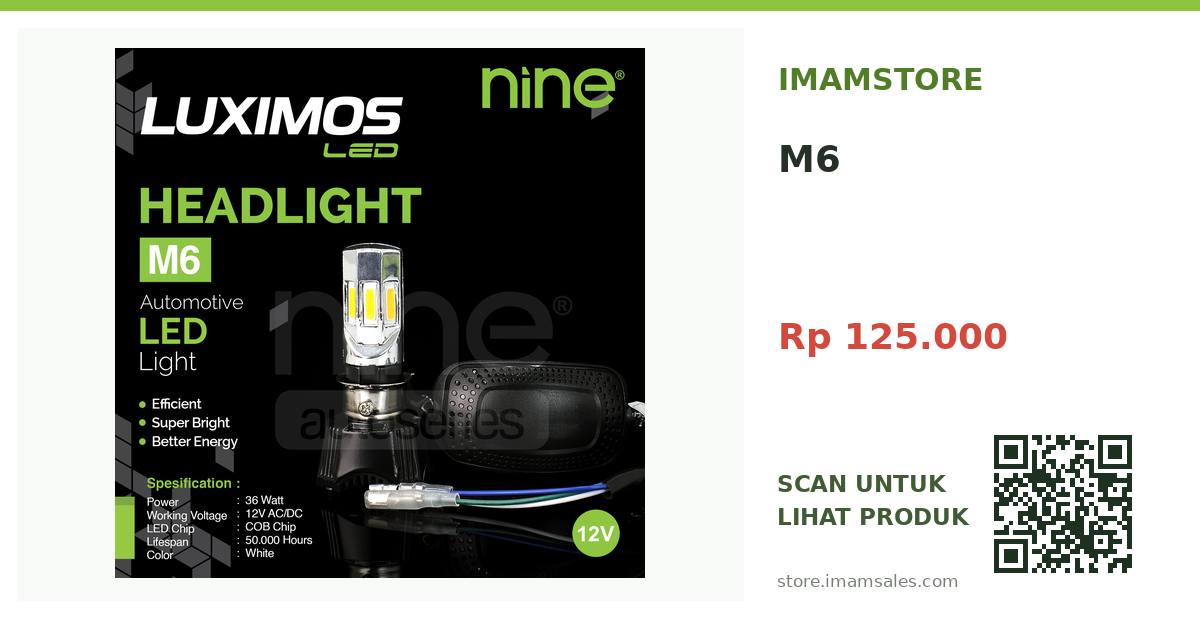 nine®
LUXIMOS
LED
HEADLIGHT
M6
Automotive
LED
Light
Efficient
Super Bright
Better Energy
Spesification :
Power : 36 Watt
Working Voltage : 12V AC/DC
LED Chip : COB Chip
Lifespan : 50.000 Hours
Color : White
nine®
autoseries
12V
IMAMSTORE
M6
Rp 125.000
SCAN UNTUK
LIHAT PRODUK
store.imamsales.com